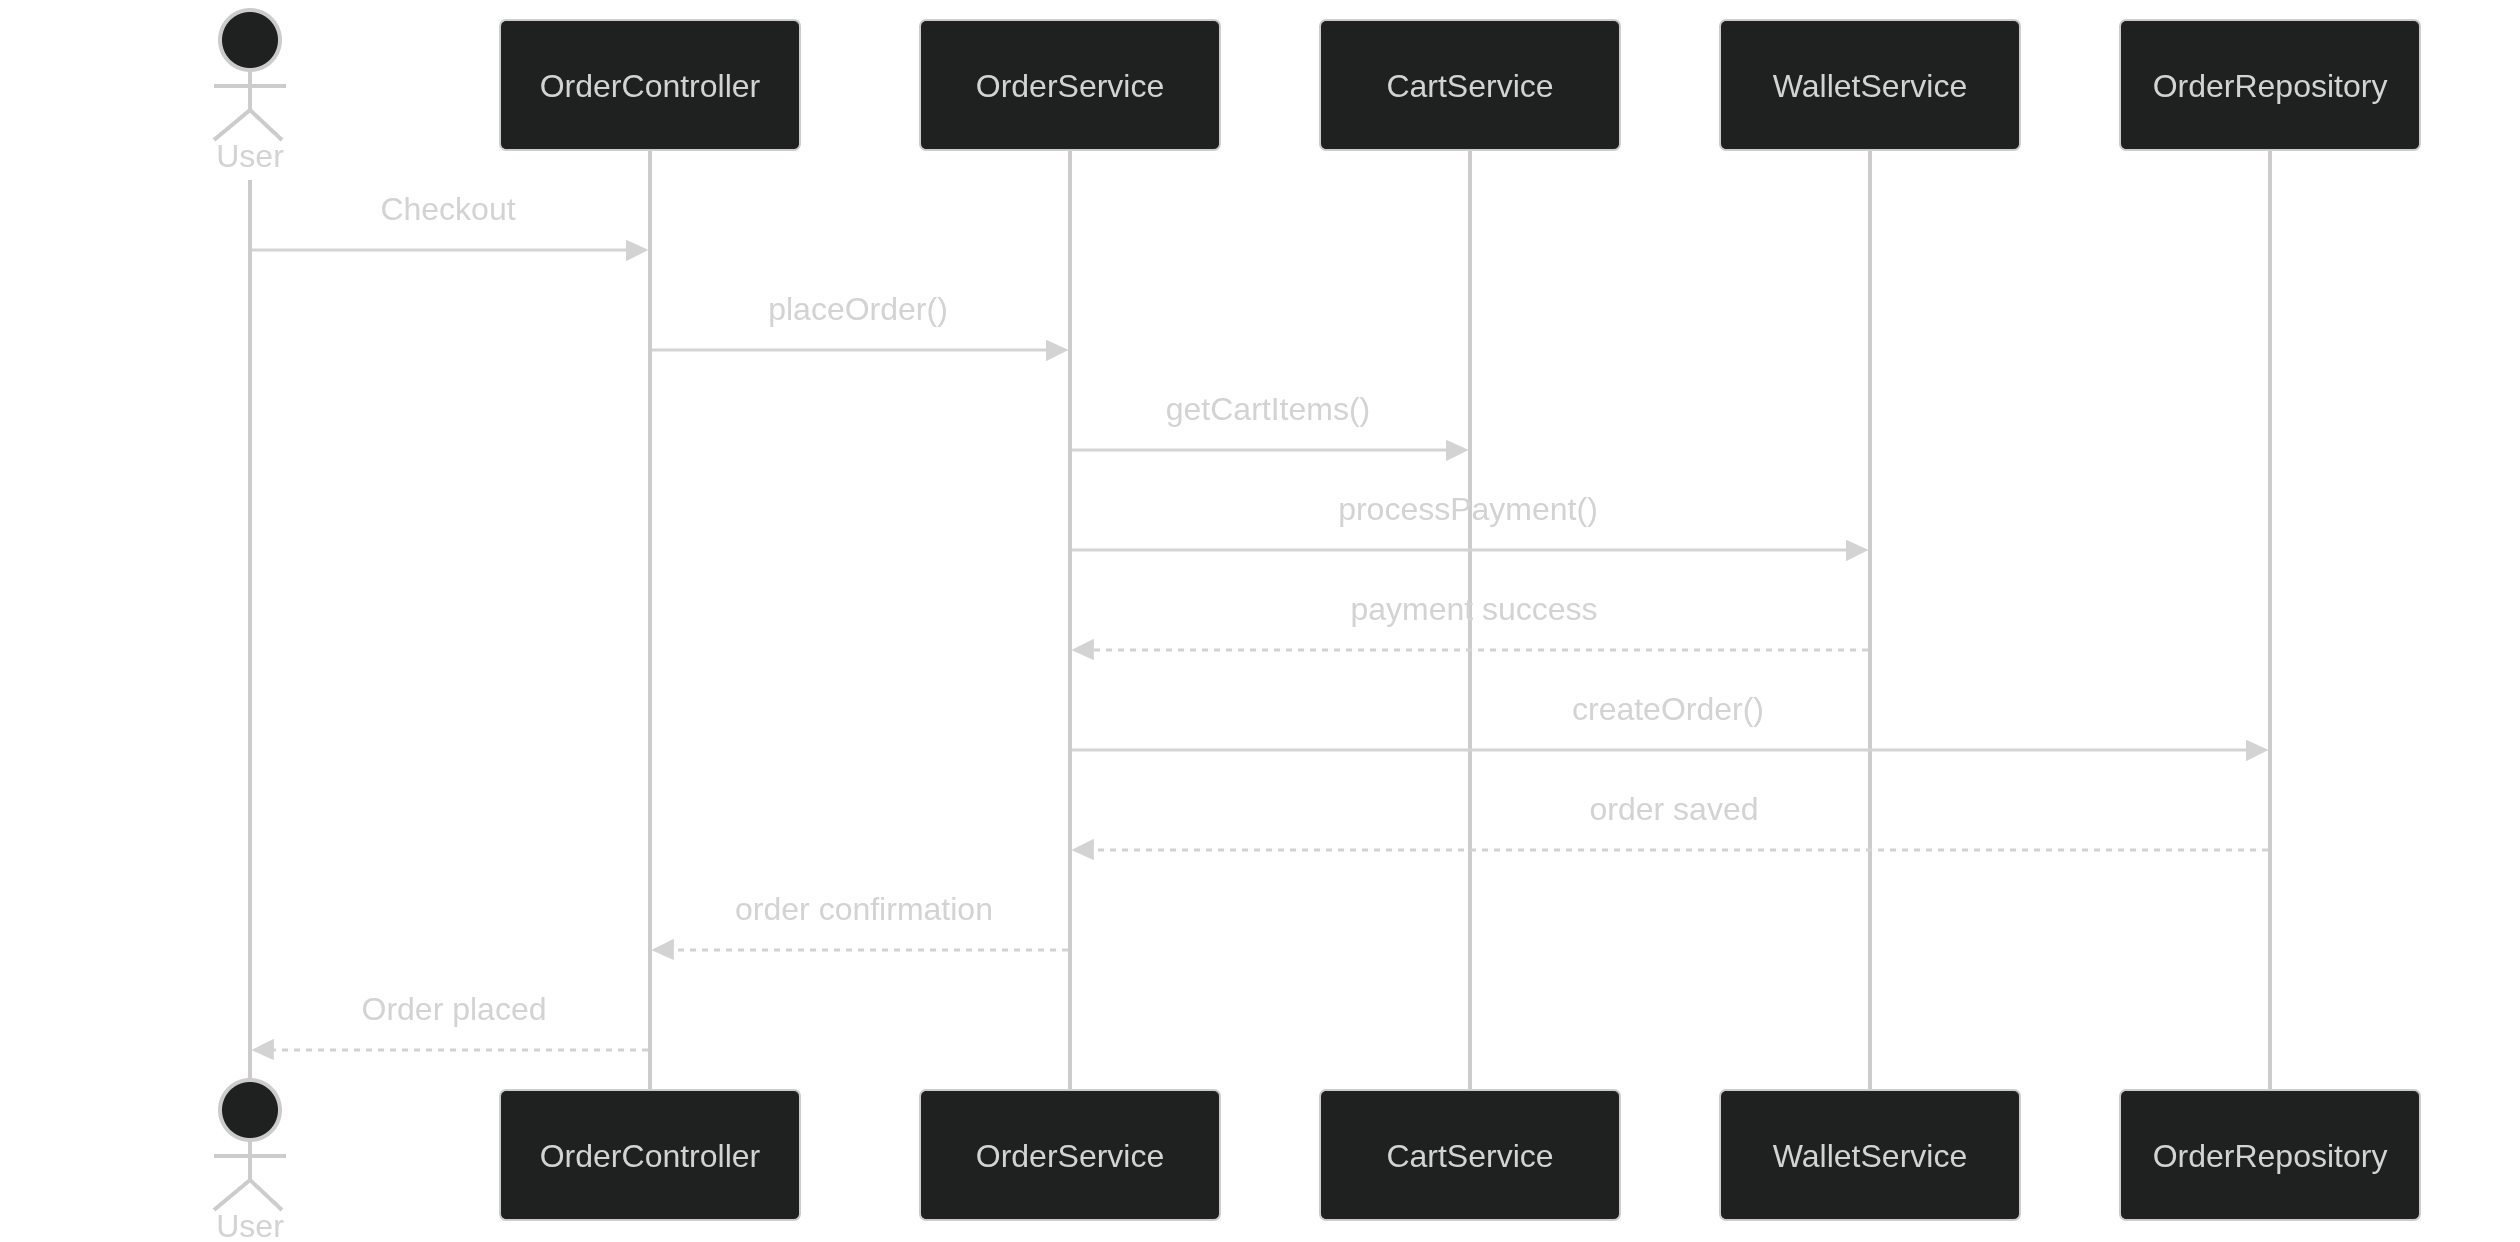 User
OrderController
OrderService
CartService
WalletService
OrderRepository
Checkout
placeOrder()
getCartItems()
processPayment()
payment success
createOrder()
order saved
order confirmation
Order placed
User
OrderController
OrderService
CartService
WalletService
OrderRepository